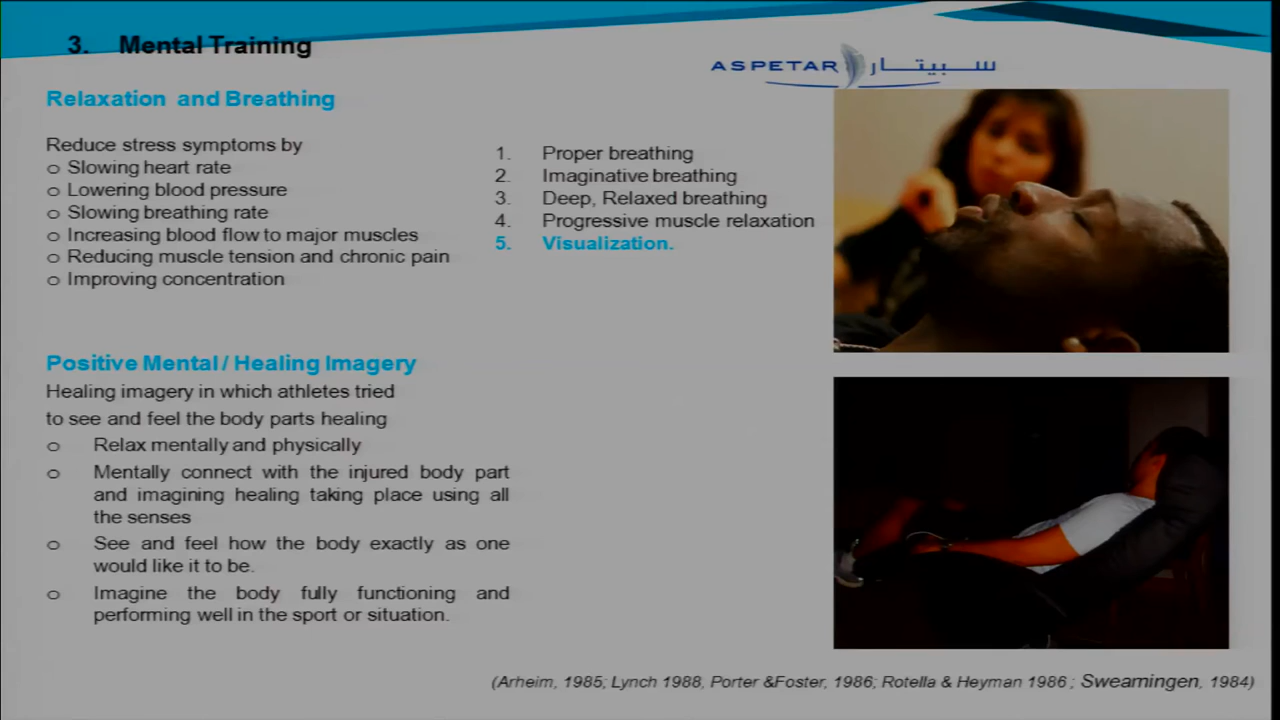 3. Mental Training
ASPETAR سبيتار
Relaxation and Breathing
Reduce stress symptoms by
o Slowing heart rate
o Lowering blood pressure
o Slowing breathing rate
o Increasing blood flow to major muscles
o Reducing muscle tension and chronic pain
o Improving concentration
1. Proper breathing
2. Imaginative breathing
3. Deep, Relaxed breathing
4. Progressive muscle relaxation
5. Visualization.
Positive Mental / Healing Imagery
Healing imagery in which athletes tried
to see and feel the body parts healing
o Relax mentally and physically
o Mentally connect with the injured body part
and imagining healing taking place using all
the senses
o See and feel how the body exactly as one
would like it to be.
o Imagine the body fully functioning and
performing well in the sport or situation.
(Arheim, 1985; Lynch 1988, Porter &Foster, 1986; Rotella & Heyman 1986 ; Swearningen, 1984)